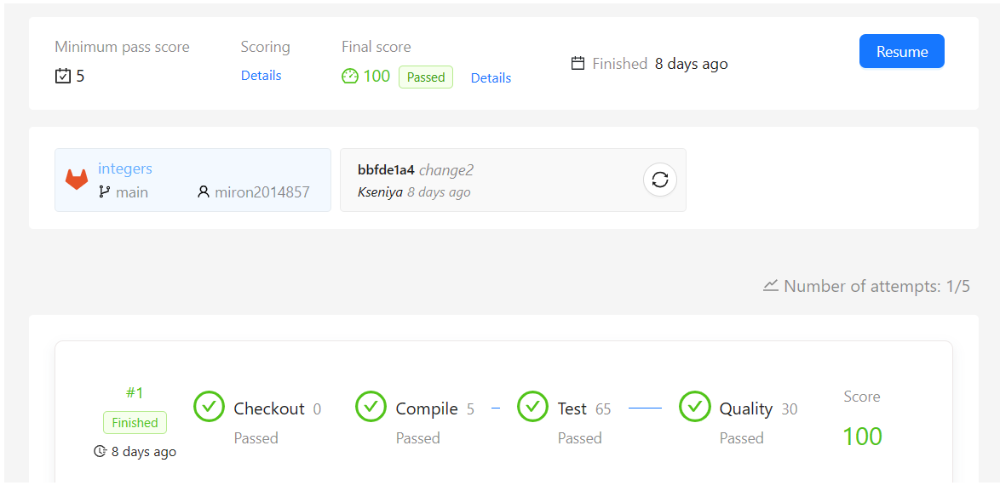 Minimum pass score
5
Scoring
Details
Final score
100 Passed Details
Finished 8 days ago
Resume
integers
main miron2014857
bbfde1a4 change2
Kseniya 8 days ago
Number of attempts: 1/5
#1
Finished
8 days ago
Checkout 0
Passed
Compile 5
Passed
Test 65
Passed
Quality 30
Passed
Score
100